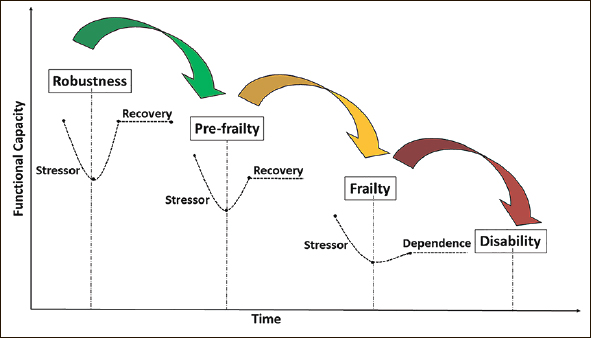 Functional Capacity
Robustness
Recovery
Stressor
Pre-frailty
Recovery
Stressor
Frailty
Stressor
Dependence
Disability
Time